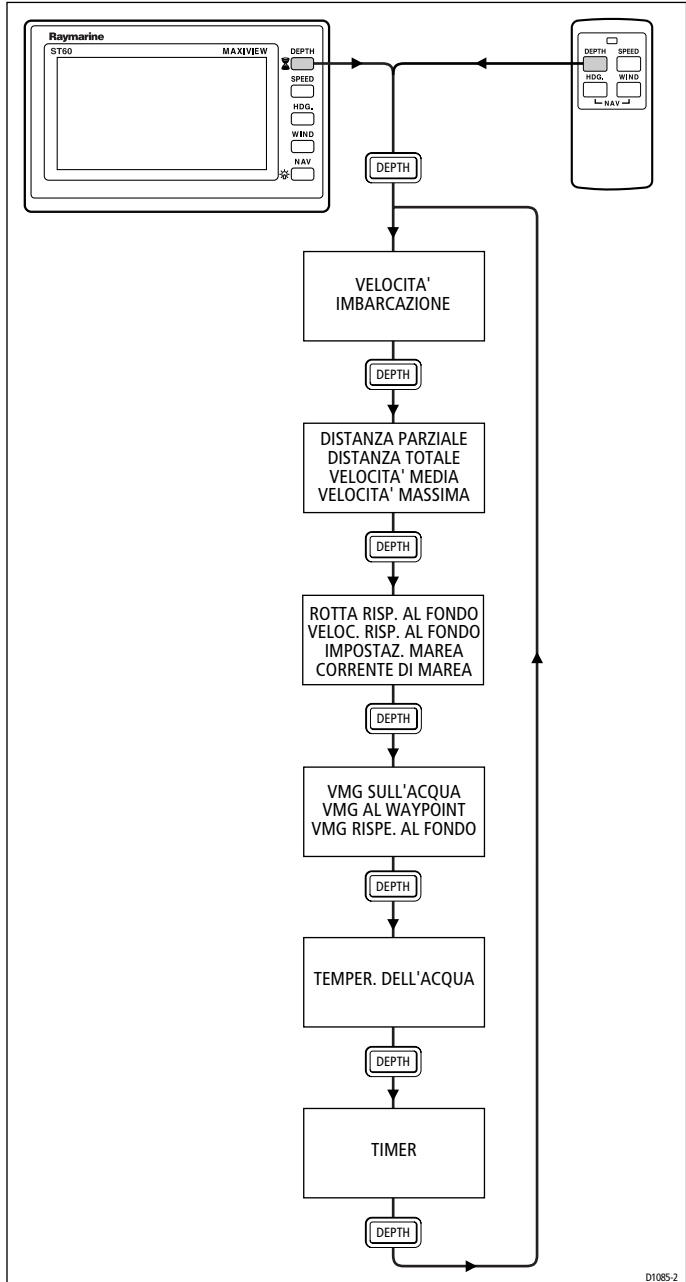 Raymarine
ST60 MAXIVIEW
DEPTH
SPEED
HDG.
WIND
NAV
DEPTH SPEED
HDG. WIND
NAV
DEPTH
VELOCITA'
IMBARCAZIONE
DEPTH
DISTANZA PARZIALE
DISTANZA TOTALE
VELOCITA' MEDIA
VELOCITA' MASSIMA
DEPTH
ROTTA RISP. AL FONDO
VELOC. RISP. AL FONDO
IMPOSTAZ. MAREA
CORRENTE DI MAREA
DEPTH
VMG SULL'ACQUA
VMG AL WAYPOINT
VMG RISPE. AL FONDO
DEPTH
TEMPER. DELL'ACQUA
DEPTH
TIMER
DEPTH
D1085-2